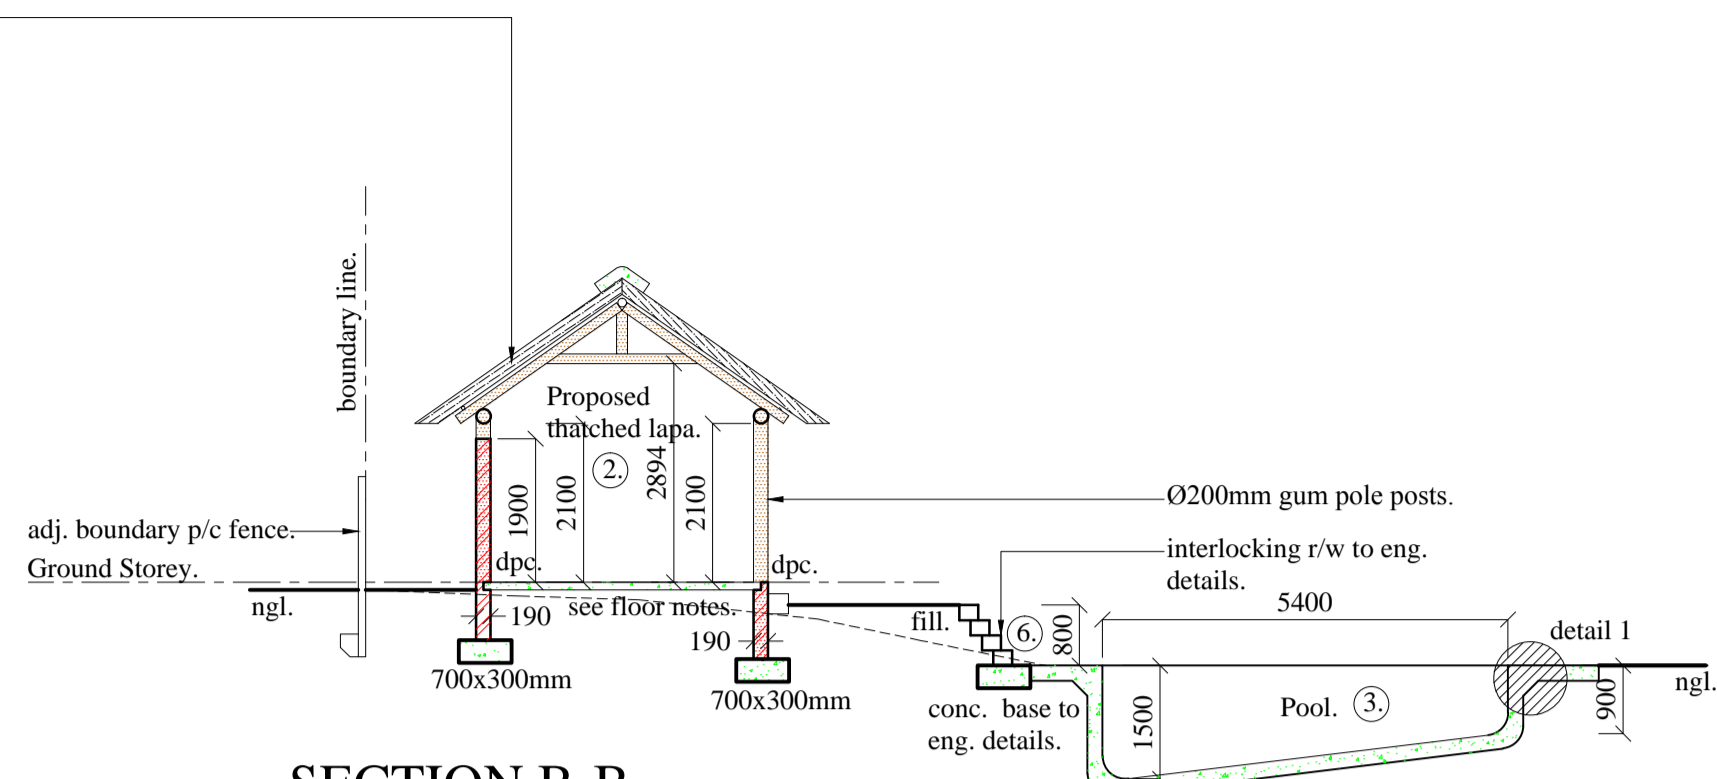 boundary line.
Proposed
thatched lapa.
2.
1900
2100
2894
2100
Ø200mm gum pole posts.
adj. boundary p/c fence.
interlocking r/w to eng.
details.
Ground Storey.
dpc.
dpc.
ngl.
190
see floor notes.
190
fill.
6.
800
5400
detail 1
700x300mm
700x300mm
conc. base to
eng. details.
1500
Pool. 3.
900
ngl.